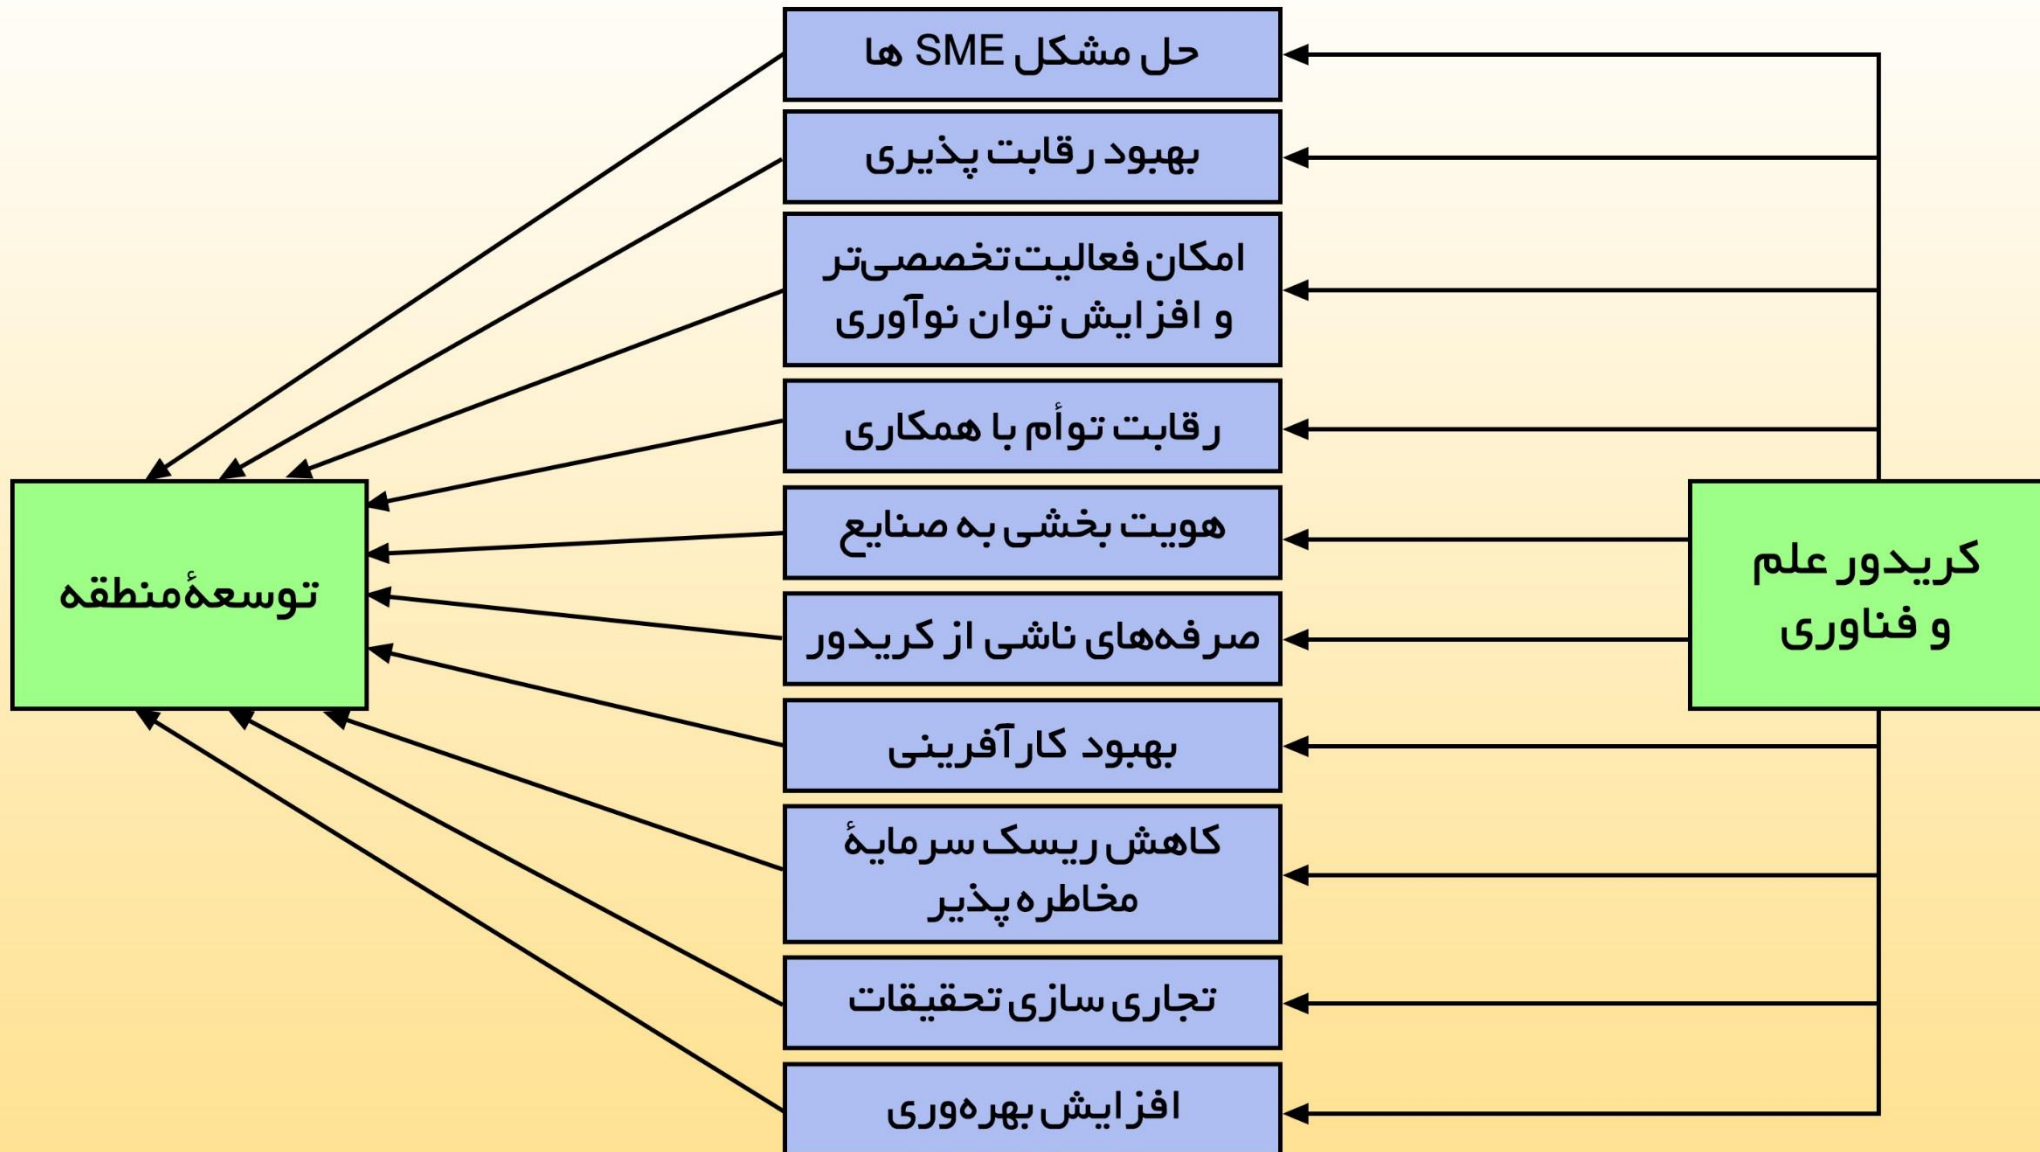 کریدور علم
و فناوری
حل مشکل SME ها
بهبود رقابت پذیری
امکان فعالیت تخصصی‌تر
و افزایش توان نوآوری
رقابت توأم با همکاری
هویت بخشی به صنایع
صرفه‌های ناشی از کریدور
بهبود کارآفرینی
کاهش ریسک سرمایهٔ
مخاطره پذیر
تجاری سازی تحقیقات
افزایش بهره‌وری
توسعهٔ منطقه